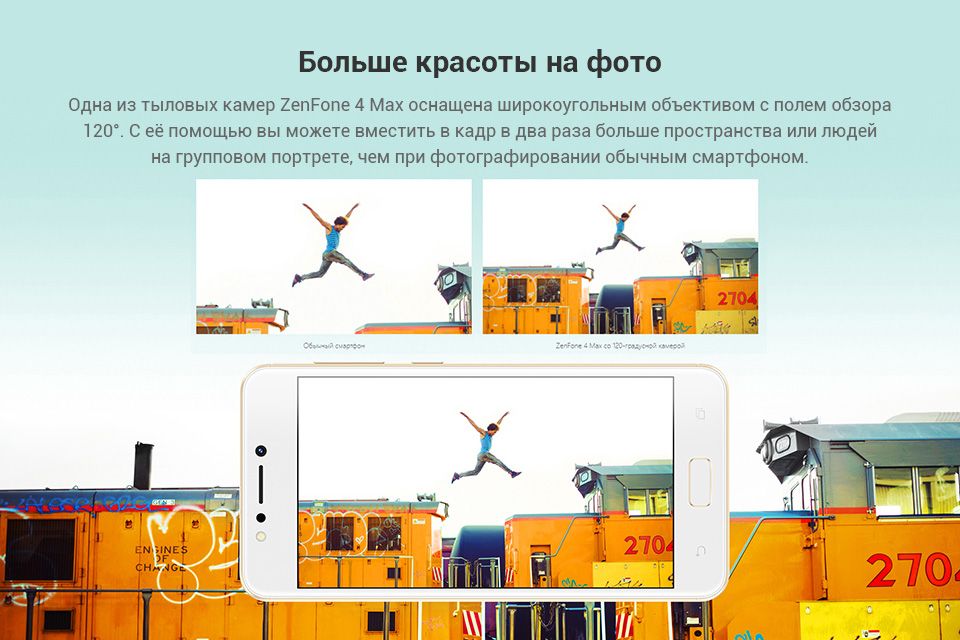 Больше красоты на фото
Одна из тыловых камер ZenFone 4 Max оснащена широкоугольным объективом с полем обзора
120°. С её помощью вы можете вместить в кадр в два раза больше пространства или людей
на групповом портрете, чем при фотографировании обычным смартфоном.
2704
Обычный смартфон
ZenFone 4 Max со 120-градусной камерой
ENGINES
OF
CHANGE
2704
2704